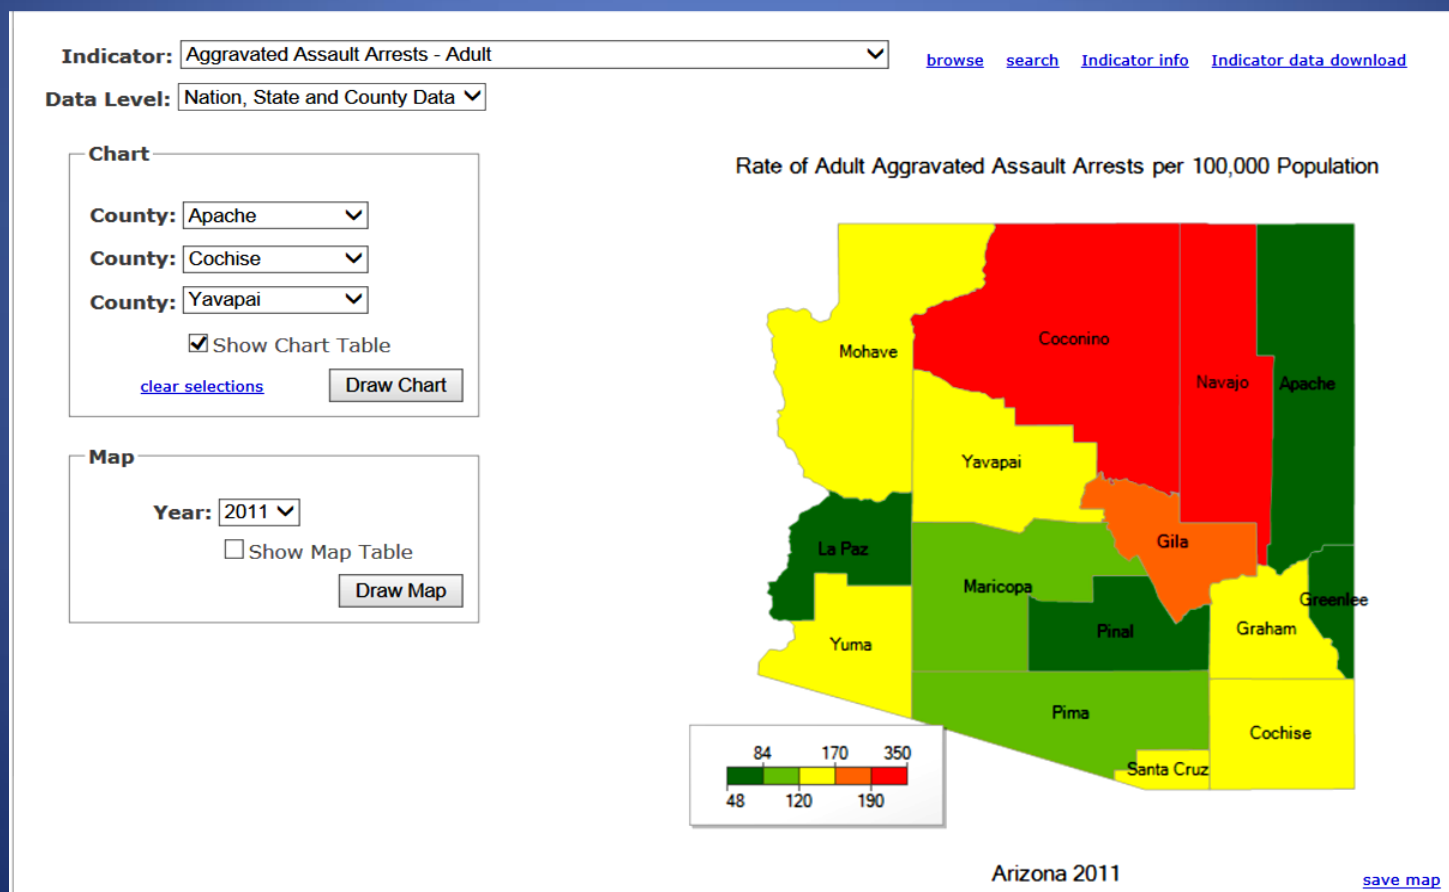 Indicator: Aggravated Assault Arrests - Adult
browse search Indicator info Indicator data download
Data Level: Nation, State and County Data
Chart
County: Apache
County: Cochise
County: Yavapai
Show Chart Table
clear selections Draw Chart
Map
Year: 2011
Show Map Table
Draw Map
Rate of Adult Aggravated Assault Arrests per 100,000 Population
Coconino
Mohave
Navajo Apache
Yavapai
Gila
La Paz
Maricopa
Greenlee
Pinal Graham
Yuma
Pima
Cochise
Santa Cruz
84 170 350
48 120 190
Arizona 2011
save map